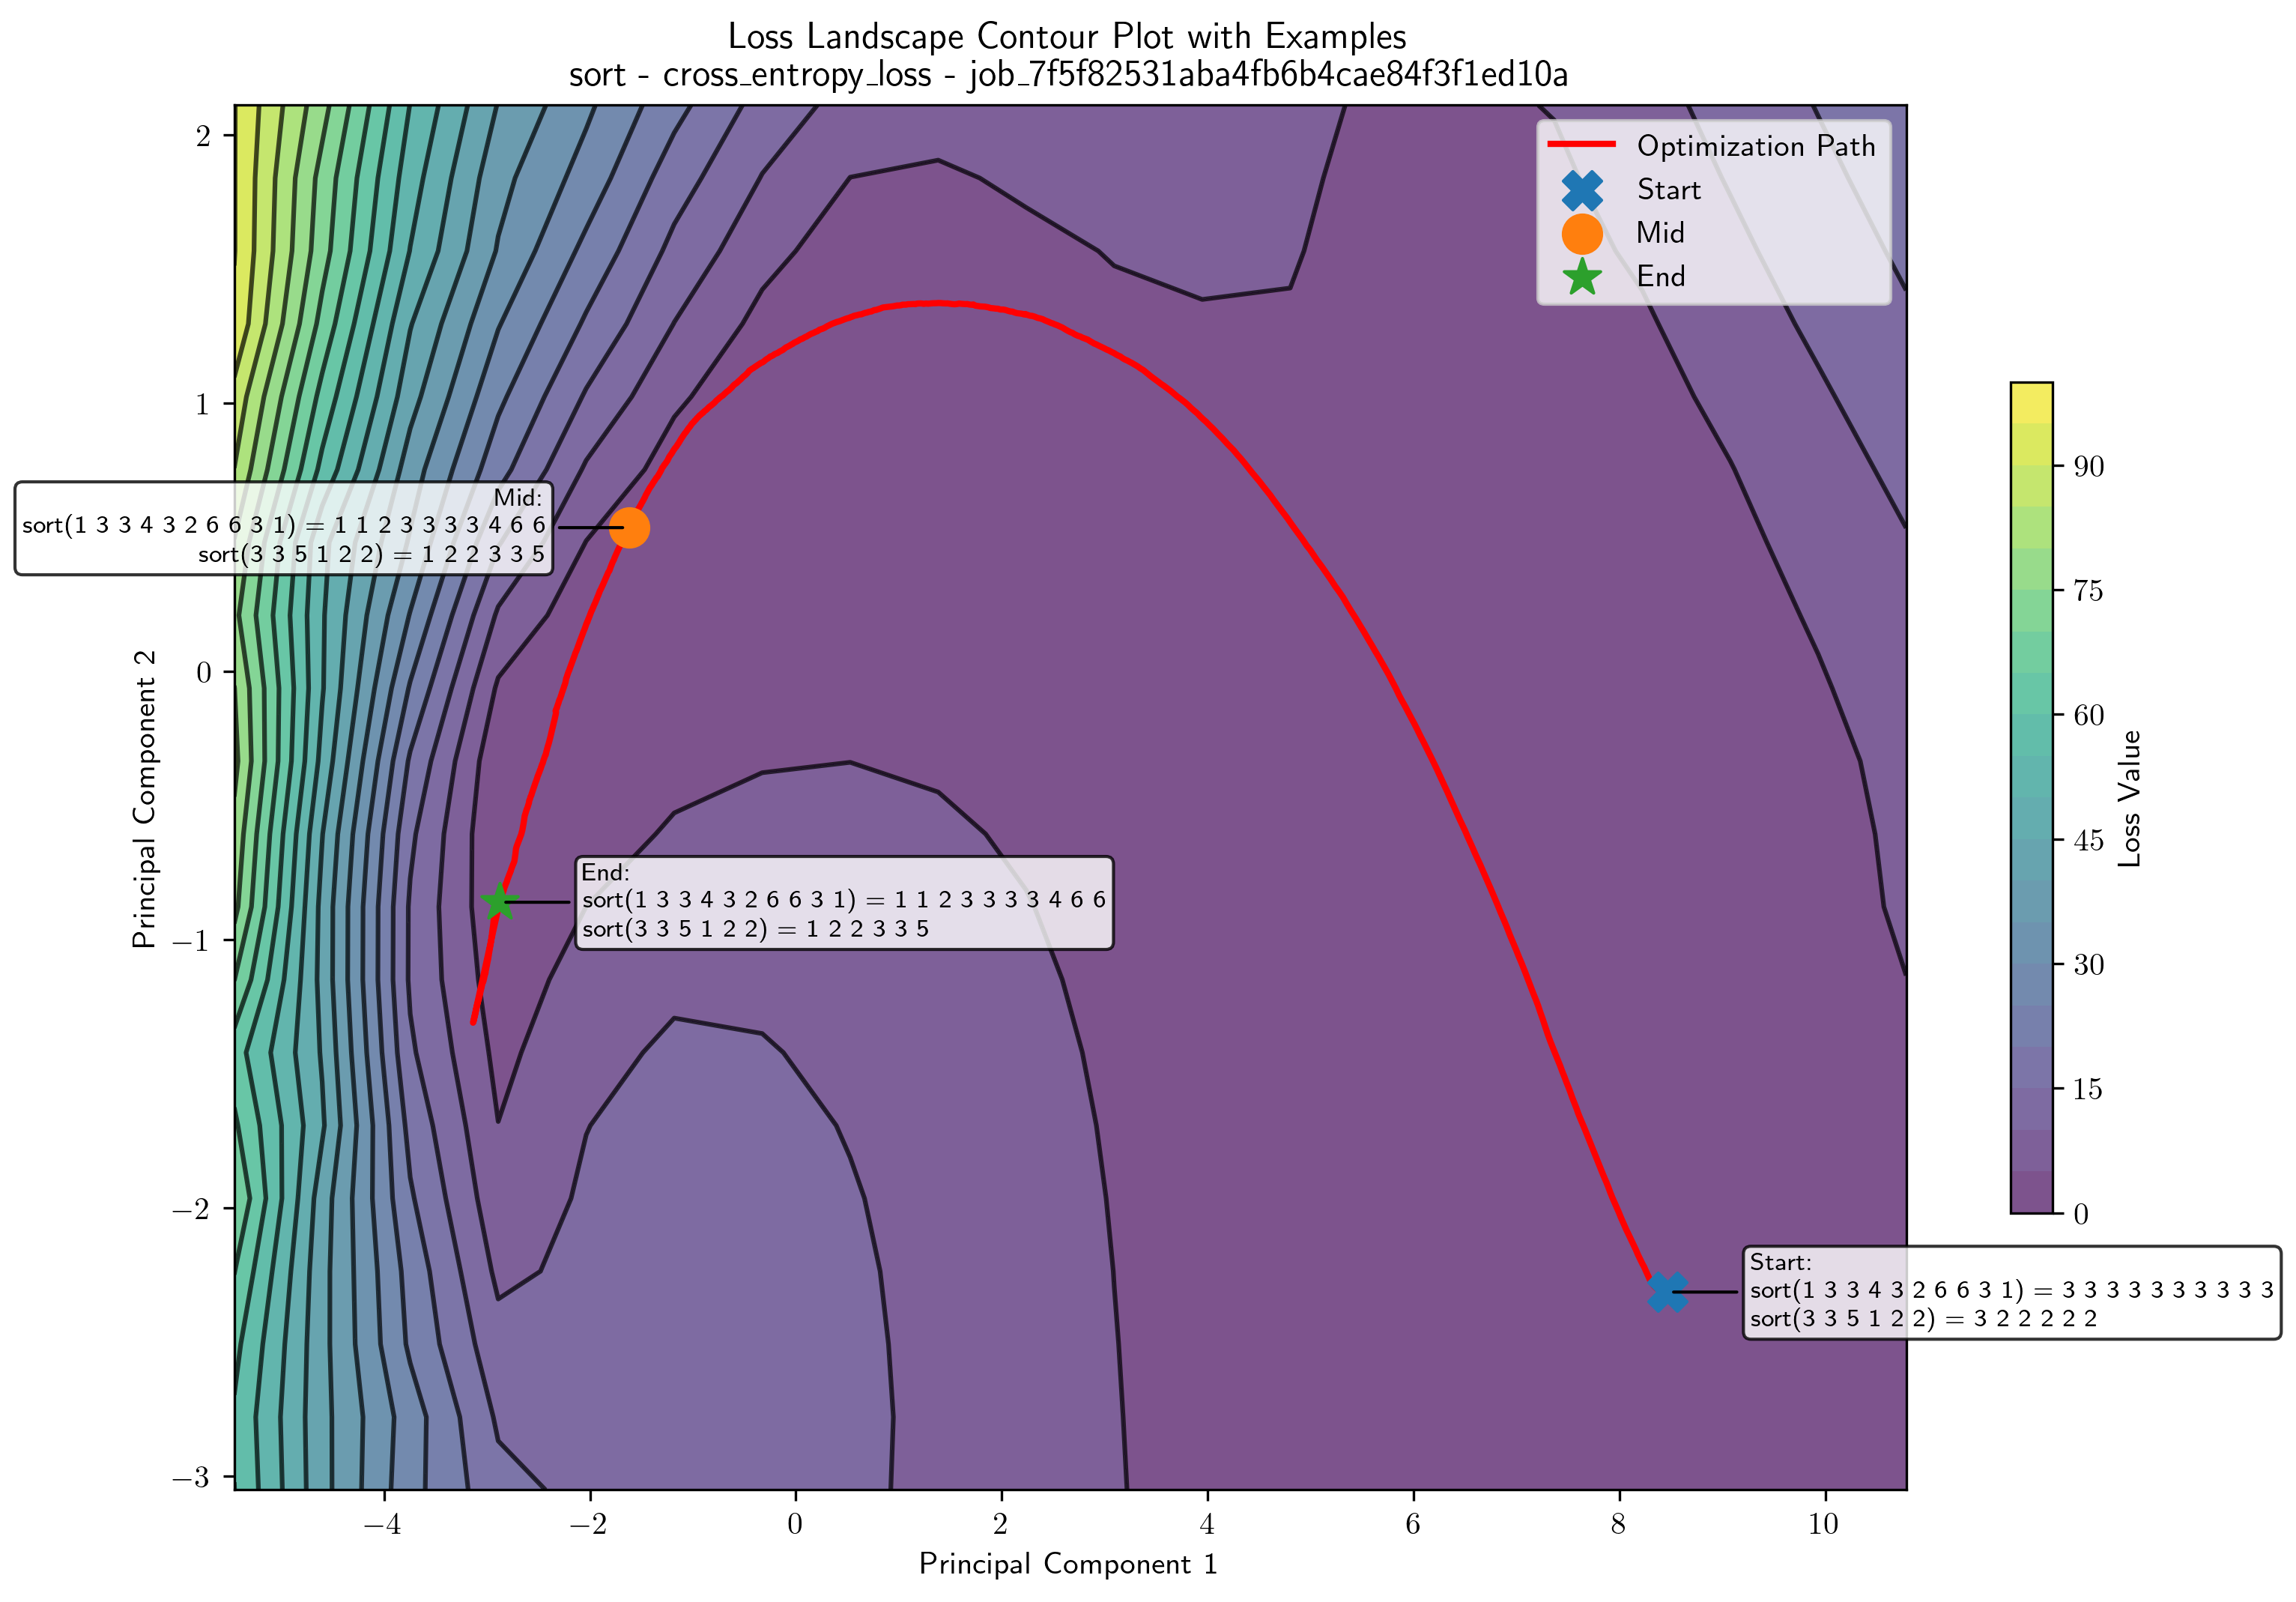 Loss Landscape Contour Plot with Examples
sort - cross_entropy_loss - job_7f5f82531aba4fb6b4cae84f3f1ed10a
Optimization Path
Start
Mid
End
2
1
0
−1
−2
−3
Principal Component 2
Mid:
sort(1 3 3 4 3 2 6 6 3 1) = 1 1 2 3 3 3 3 4 6 6
sort(3 3 5 1 2 2) = 1 2 2 3 3 5
End:
sort(1 3 3 4 3 2 6 6 3 1) = 1 1 2 3 3 3 3 4 6 6
sort(3 3 5 1 2 2) = 1 2 2 3 3 5
Start:
sort(1 3 3 4 3 2 6 6 3 1) = 3 3 3 3 3 3 3 3 3 3
sort(3 3 5 1 2 2) = 3 2 2 2 2 2
−4
−2
0
2
4
6
8
10
Principal Component 1
90
75
60
45
30
15
0
Loss Value